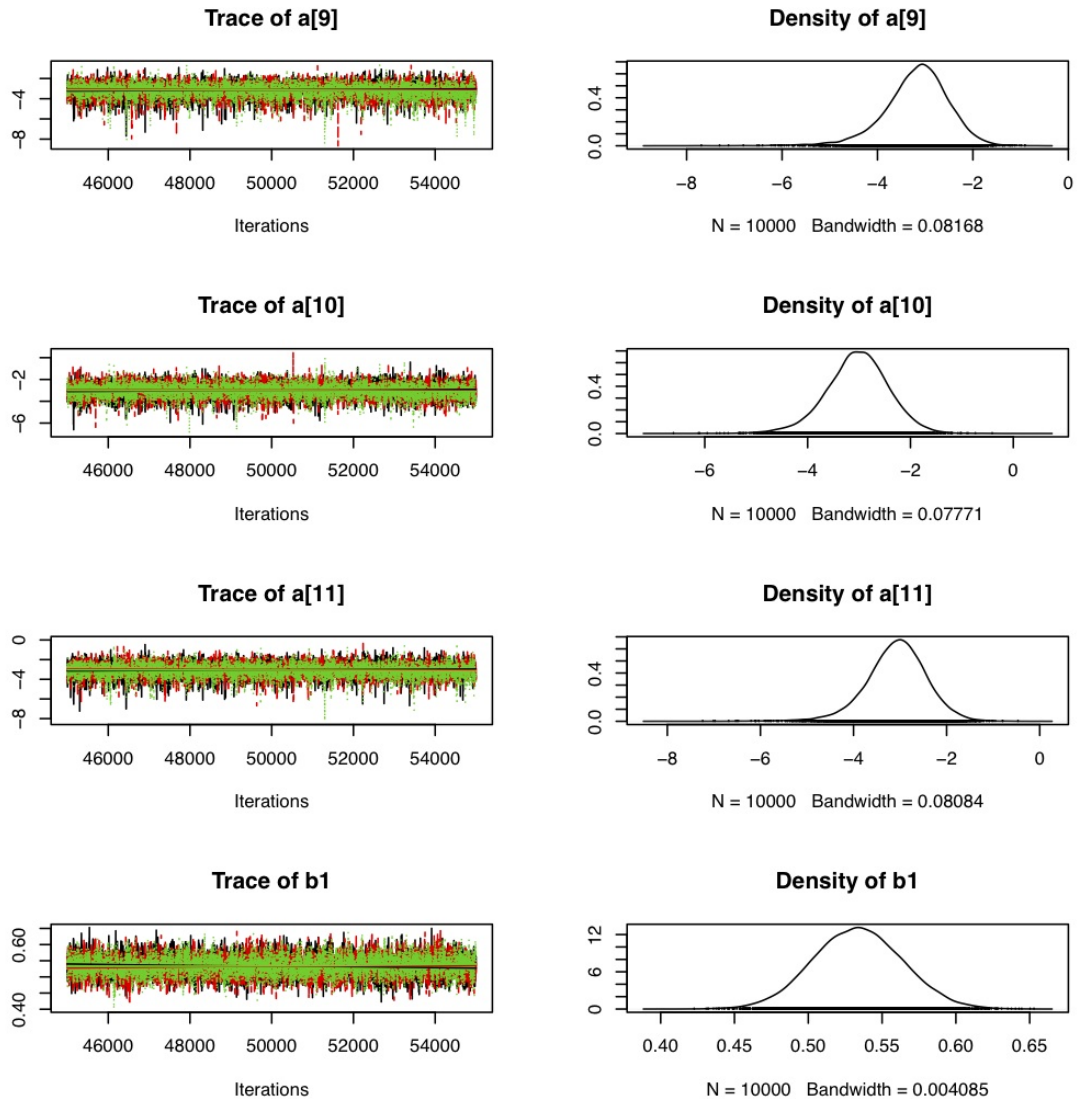 Trace of a[9]
Density of a[9]
−4
−8
46000 48000 50000 52000 54000
Iterations
0.4
0.0
−8 −6 −4 −2 0
N = 10000 Bandwidth = 0.08168
Trace of a[10]
Density of a[10]
−2
−6
46000 48000 50000 52000 54000
Iterations
0.4
0.0
−6 −4 −2 0
N = 10000 Bandwidth = 0.07771
Trace of a[11]
Density of a[11]
0
−4
−8
46000 48000 50000 52000 54000
Iterations
0.4
0.0
−8 −6 −4 −2 0
N = 10000 Bandwidth = 0.08084
Trace of b1
Density of b1
0.60
0.40
46000 48000 50000 52000 54000
Iterations
12
6
0
0.40 0.45 0.50 0.55 0.60 0.65
N = 10000 Bandwidth = 0.004085